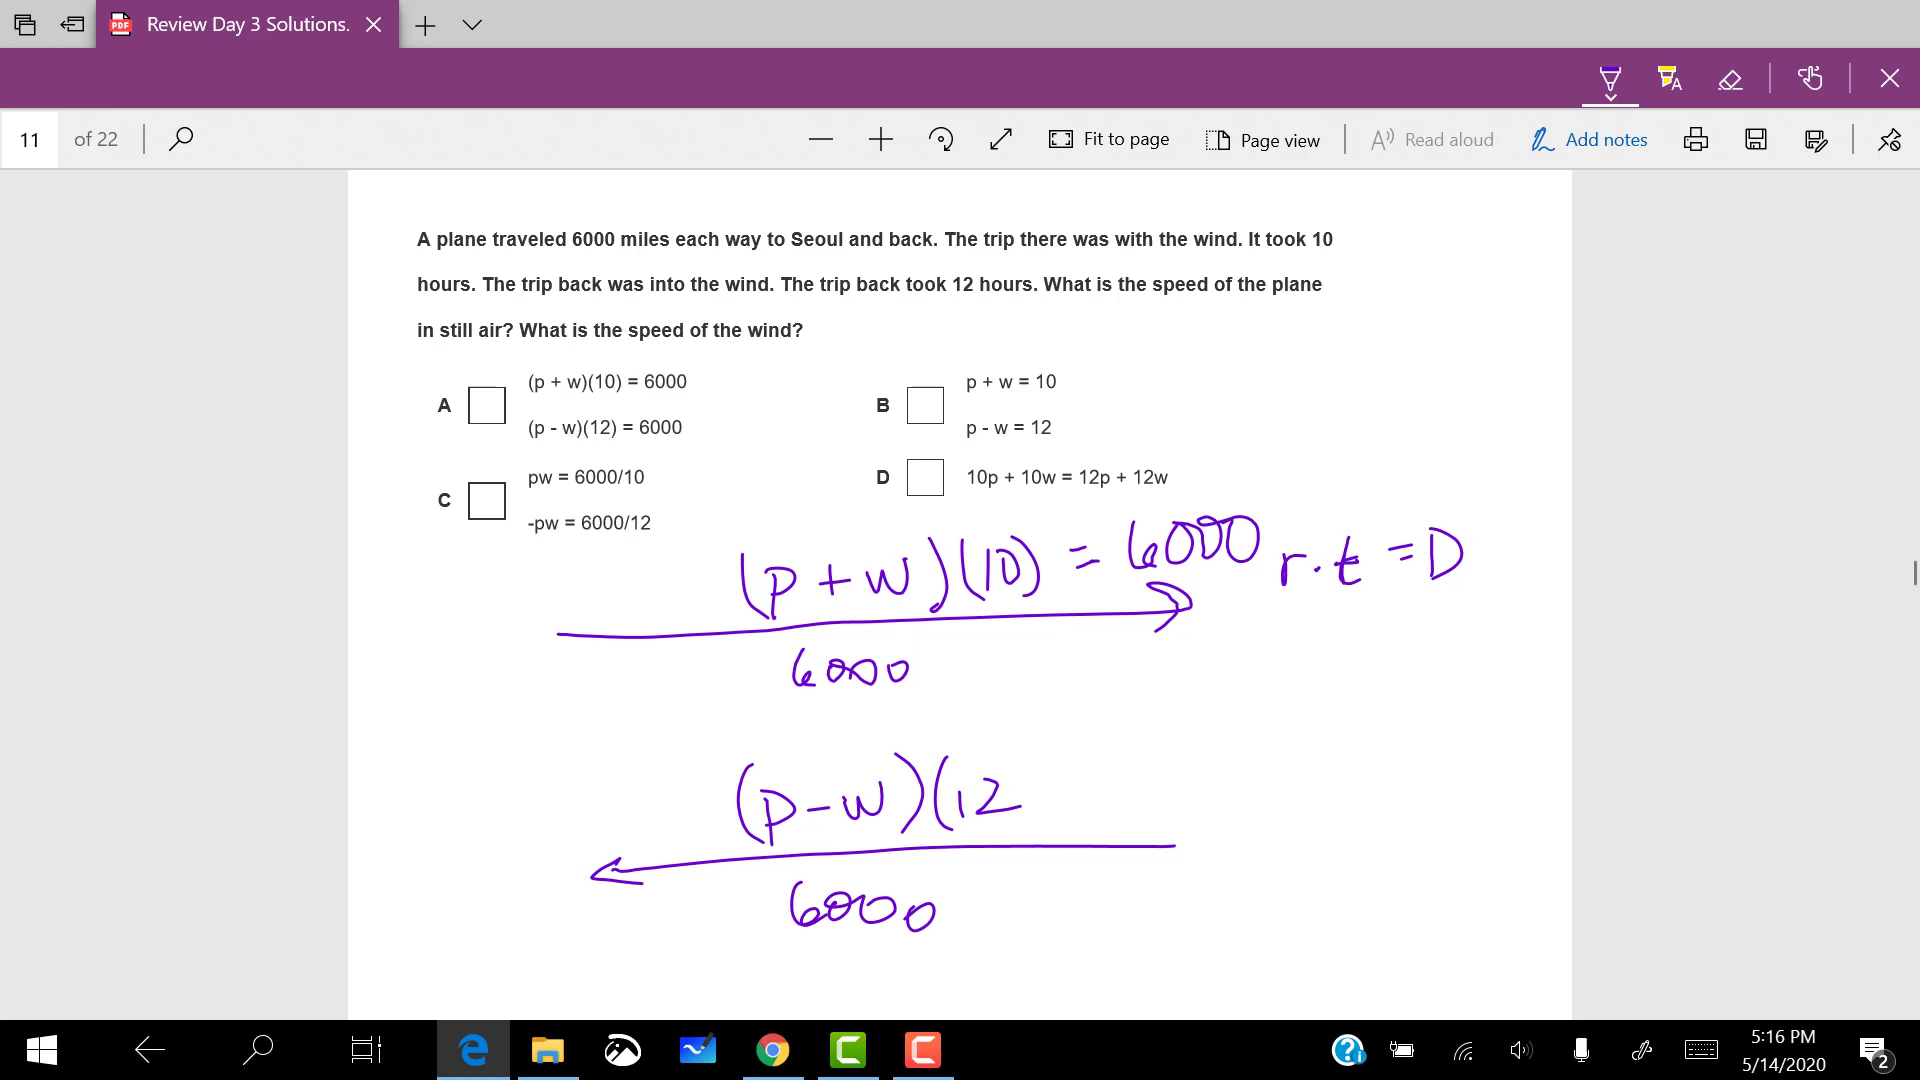 Review Day 3 Solutions.
11 of 22
Fit to page
Page view
Read aloud
Add notes
A plane traveled 6000 miles each way to Seoul and back. The trip there was with the wind. It took 10
hours. The trip back was into the wind. The trip back took 12 hours. What is the speed of the plane
in still air? What is the speed of the wind?
A
(p + w)(10) = 6000
(p - w)(12) = 6000
B
p + w = 10
p - w = 12
C
pw = 6000/10
-pw = 6000/12
D
10p + 10w = 12p + 12w
(p + w)(10) = 6000
r . t = D
6000
(p - w)(12
6000
5:16 PM
5/14/2020
2